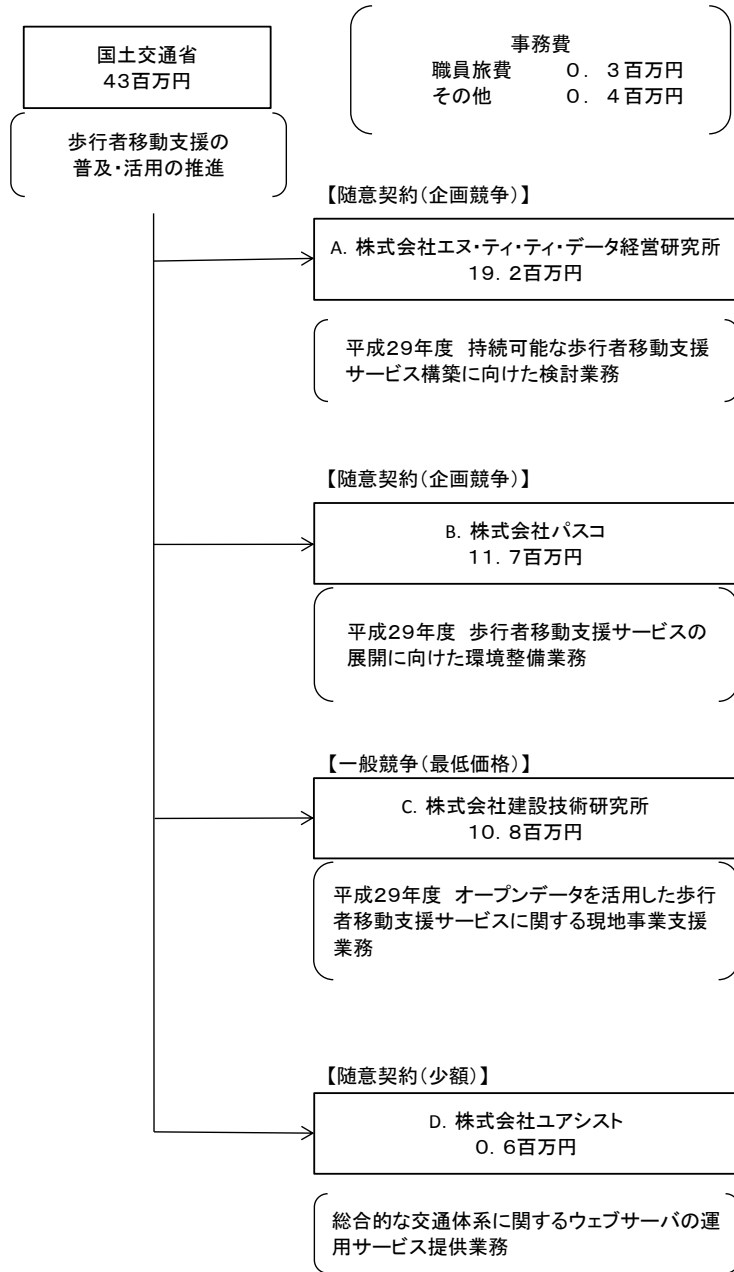 国土交通省
43百万円
事務費
職員旅費　　0．3百万円
その他　　0．4百万円
歩行者移動支援の
普及・活用の推進
【随意契約(企画競争)】
A. 株式会社エヌ・ティ・ティ・データ経営研究所
19．2百万円
平成29年度　持続可能な歩行者移動支援
サービス構築に向けた検討業務
【随意契約(企画競争)】
B. 株式会社パスコ
11．7百万円
平成29年度　歩行者移動支援サービスの
展開に向けた環境整備業務
【一般競争(最低価格)】
C. 株式会社建設技術研究所
10．8百万円
平成29年度　オープンデータを活用した歩行
者移動支援サービスに関する現地事業支援
業務
【随意契約(少額)】
D. 株式会社ユアシスト
0．6百万円
総合的な交通体系に関するウェブサーバの運
用サービス提供業務